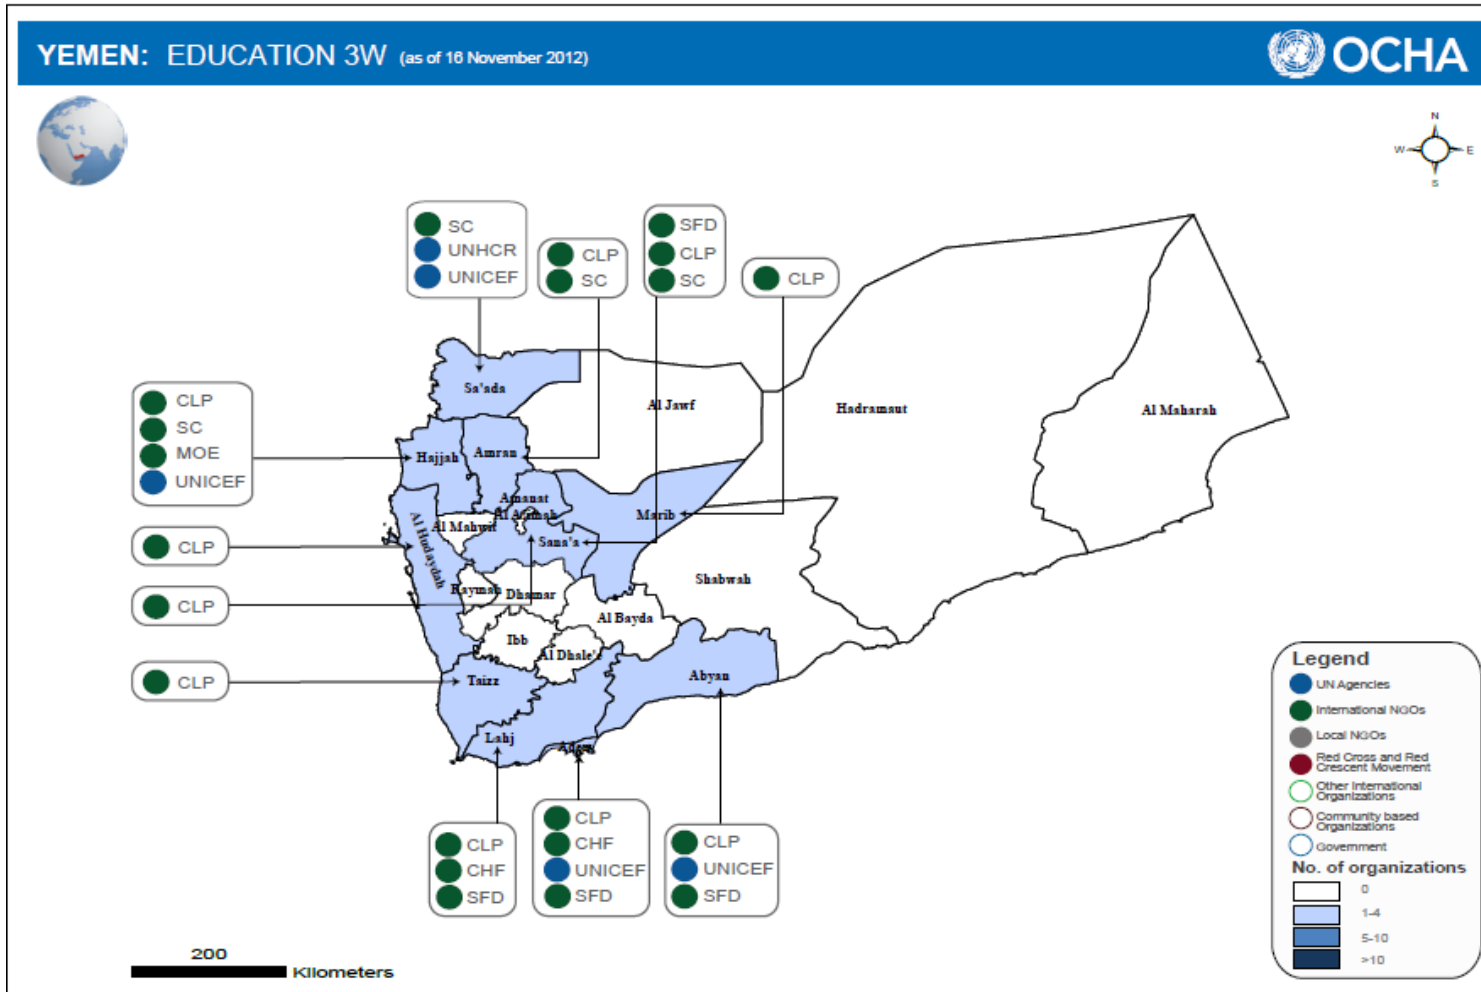 YEMEN: EDUCATION 3W (as of 16 November 2012)
OCHA
N
W
E
S
SC
UNHCR
UNICEF
CLP
SC
SFD
CLP
SC
CLP
CLP
SC
MOE
UNICEF
CLP
CLP
CLP
Sa'ada
Al Jawf
Hadramaut
Al Maharah
Hajjah
Amran
Amanat
Al Asimah
Marib
Al Mahwit
Sana'a
Al Hudaydah
Raymah
Dhamar
Shabwah
Al Bayda
Ibb
Al Dhale'e
Taizz
Abyan
Lahj
Aden
CLP
CHF
SFD
CLP
CHF
UNICEF
SFD
CLP
UNICEF
SFD
200
Kilometers
Legend
UN Agencies
International NGOs
Local NGOs
Red Cross and Red
Crescent Movement
Other International
Organizations
Community based
Organizations
Government
No. of organizations
0
1-4
5-10
>10